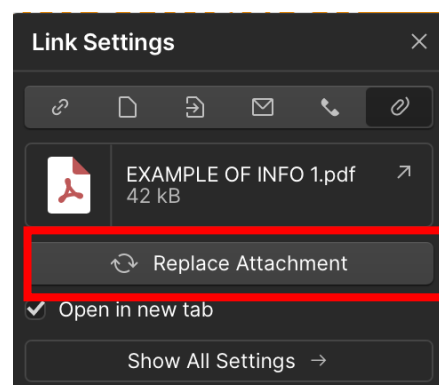 Link Settings
EXAMPLE OF INFO 1.pdf
42 kB
Replace Attachment
Open in new tab
Show All Settings →